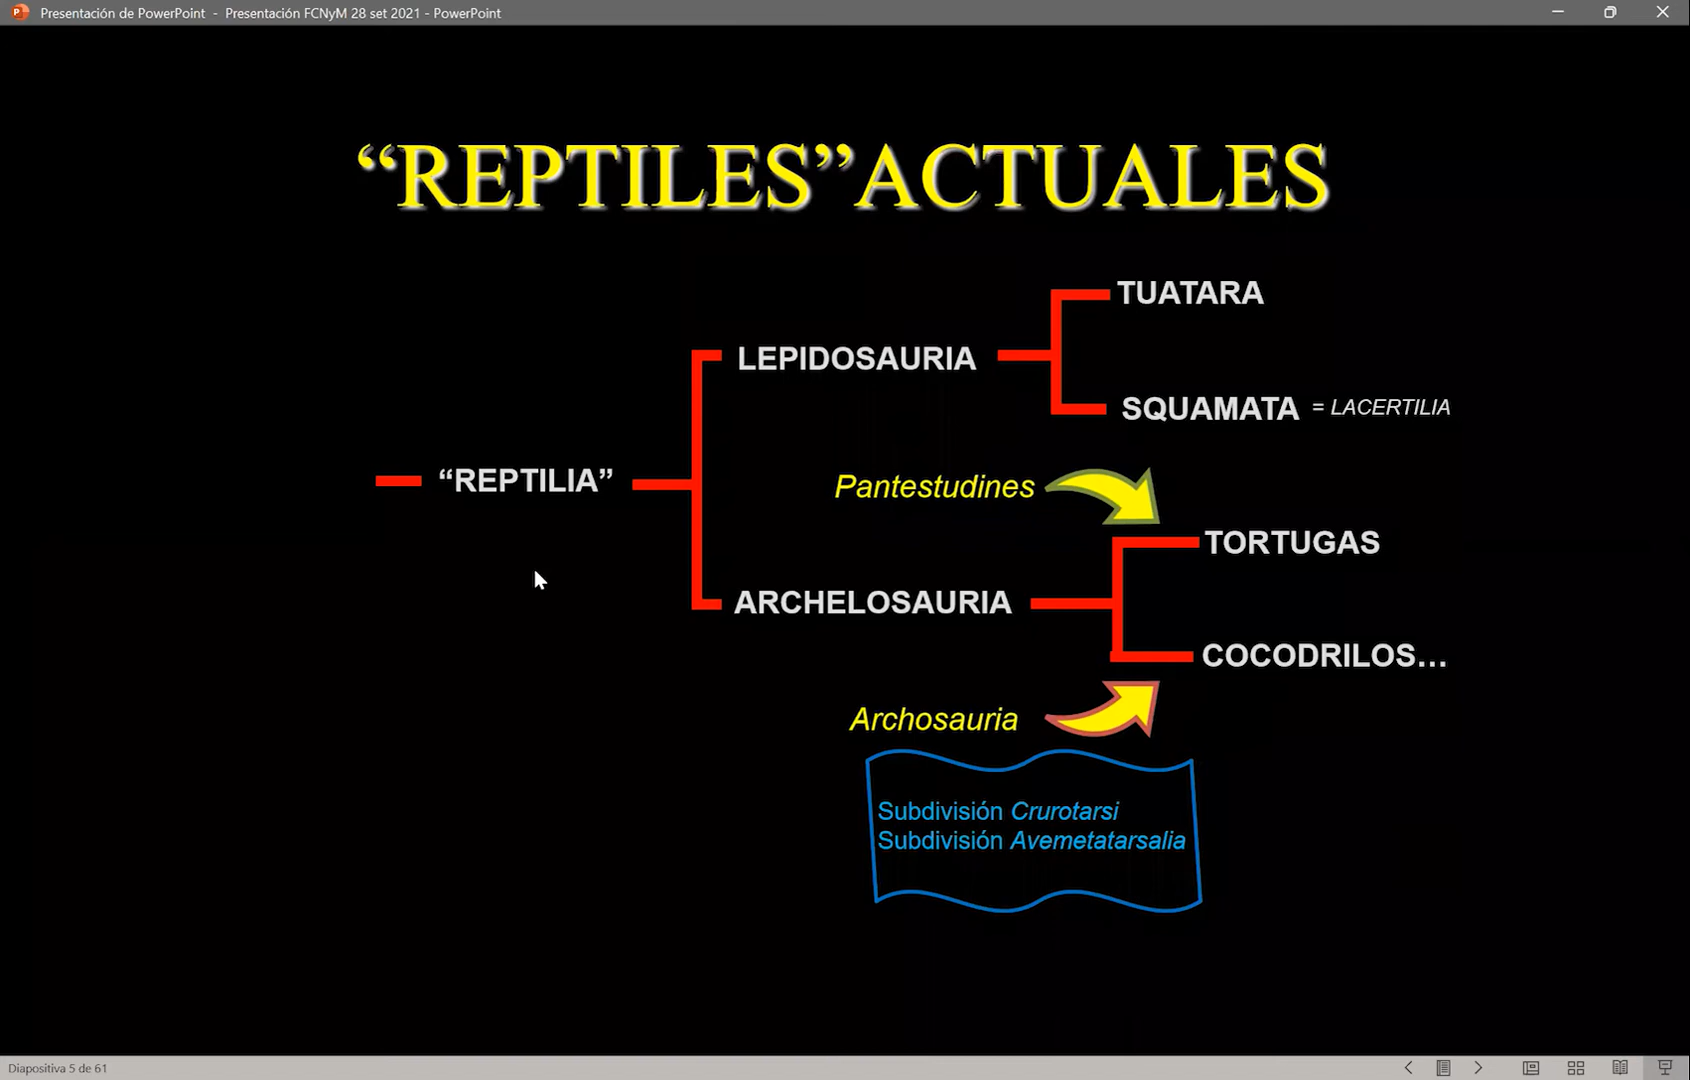 Presentación de PowerPoint - Presentación FCNyM 28 set 2021 - PowerPoint
“REPTILES”ACTUALES
TUATARA
LEPIDOSAURIA
SQUAMATA = LACERTILIA
“REPTILIA”
Pantestudines
TORTUGAS
ARCHELOSAURIA
COCODRILOS...
Archosauria
Subdivisión Crurotarsi
Subdivisión Avemetatarsalia
Diapositiva 5 de 61